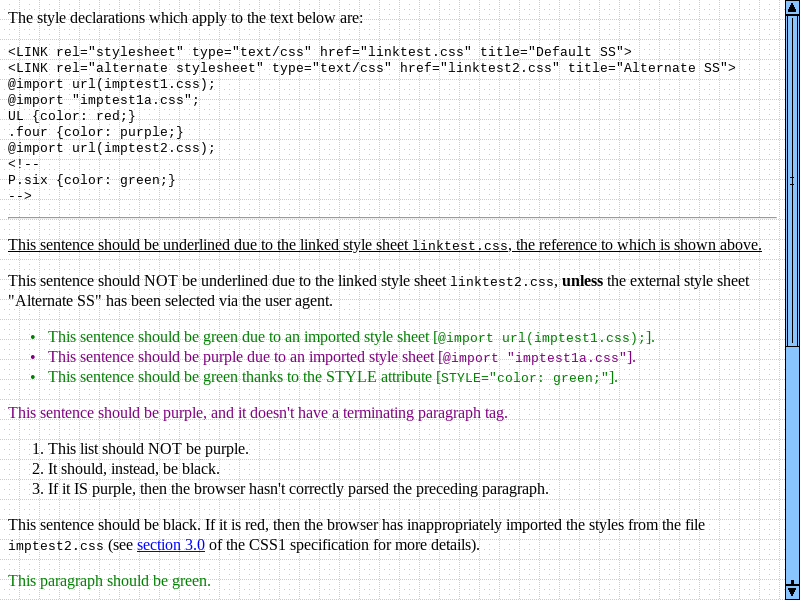 The style declarations which apply to the text below are:
<LINK rel="stylesheet" type="text/css" href="linktest.css" title="Default SS">
<LINK rel="alternate stylesheet" type="text/css" href="linktest2.css" title="Alternate SS">
@import url(imptest1.css);
@import "imptest1a.css";
UL {color: red;}
.four {color: purple;}
@import url(imptest2.css);
<!--
P.six {color: green;}
-->
This sentence should be underlined due to the linked style sheet linktest.css, the reference to which is shown above.
This sentence should NOT be underlined due to the linked style sheet linktest2.css, unless the external style sheet
"Alternate SS" has been selected via the user agent.
• This sentence should be green due to an imported style sheet [@import url(imptest1.css);].
• This sentence should be purple due to an imported style sheet [@import "imptest1a.css"].
• This sentence should be green thanks to the STYLE attribute [STYLE="color: green;"].
This sentence should be purple, and it doesn't have a terminating paragraph tag.
1. This list should NOT be purple.
2. It should, instead, be black.
3. If it IS purple, then the browser hasn't correctly parsed the preceding paragraph.
This sentence should be black. If it is red, then the browser has inappropriately imported the styles from the file
imptest2.css (see section 3.0 of the CSS1 specification for more details).
This paragraph should be green.